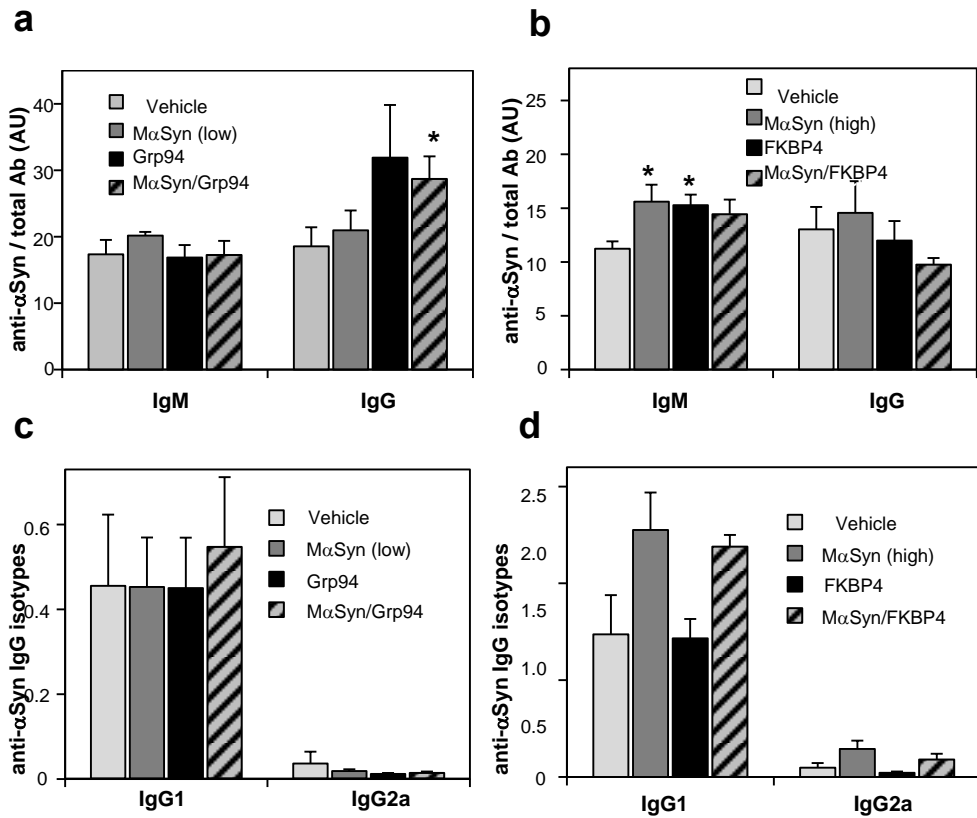 a
anti-αSyn / total Ab (AU)
40
30
20
10
0
Vehicle
MαSyn (low)
Grp94
MαSyn/Grp94
*
IgM
IgG
b
anti-αSyn / total Ab (AU)
25
20
15
10
5
0
Vehicle
MαSyn (high)
FKBP4
MαSyn/FKBP4
*
*
IgM
IgG
c
anti-αSyn IgG isotypes
0.6
0.4
0.2
0
Vehicle
MαSyn (low)
Grp94
MαSyn/Grp94
IgG1
IgG2a
d
anti-αSyn IgG isotypes
2.5
2.0
1.5
1.0
0.5
0
Vehicle
MαSyn (high)
FKBP4
MαSyn/FKBP4
IgG1
IgG2a